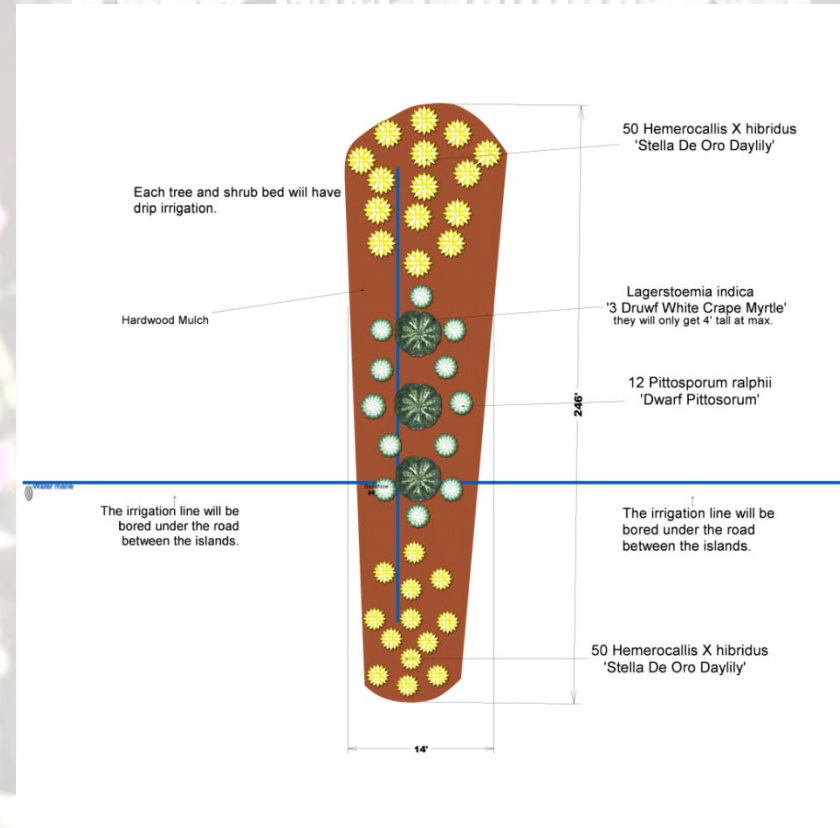 50 Hemerocallis X hibridus
'Stella De Oro Daylily'
Each tree and shrub bed wiil have
drip irrigation.
Lagerstoemia indica
'3 Druwf White Crape Myrtle'
they will only get 4' tall at max.
Hardwood Mulch
12 Pittosporum ralphii
'Dwarf Pittosorum'
246'
Water maine
The irrigation line will be
bored under the road
between the islands.
The irrigation line will be
bored under the road
between the islands.
50 Hemerocallis X hibridus
'Stella De Oro Daylily'
14'